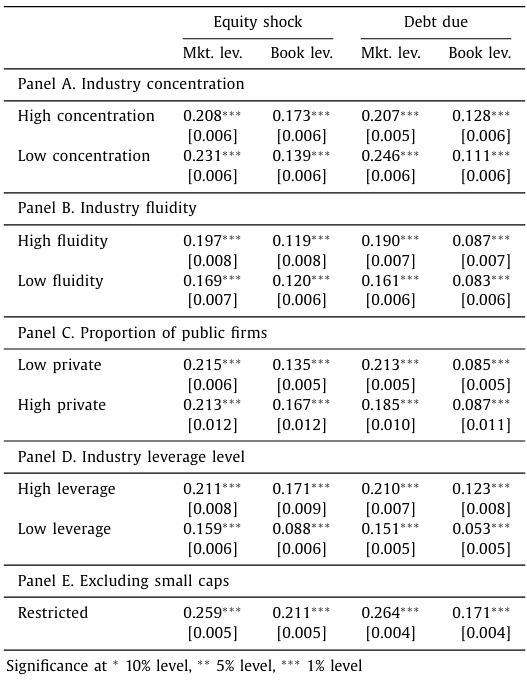 Equity shock Debt due
Mkt. lev. Book lev. Mkt. lev. Book lev.
Panel A. Industry concentration
High concentration 0.208*** 0.173*** 0.207*** 0.128***
[0.006] [0.006] [0.005] [0.006]
Low concentration 0.231*** 0.139*** 0.246*** 0.111***
[0.006] [0.006] [0.006] [0.006]
Panel B. Industry fluidity
High fluidity 0.197*** 0.119*** 0.190*** 0.087***
[0.008] [0.008] [0.007] [0.007]
Low fluidity 0.169*** 0.120*** 0.161*** 0.083***
[0.007] [0.006] [0.006] [0.006]
Panel C. Proportion of public firms
Low private 0.215*** 0.135*** 0.213*** 0.085***
[0.006] [0.005] [0.005] [0.005]
High private 0.213*** 0.167*** 0.185*** 0.087***
[0.012] [0.012] [0.010] [0.011]
Panel D. Industry leverage level
High leverage 0.211*** 0.171*** 0.210*** 0.123***
[0.008] [0.009] [0.007] [0.008]
Low leverage 0.159*** 0.088*** 0.151*** 0.053***
[0.006] [0.006] [0.005] [0.005]
Panel E. Excluding small caps
Restricted 0.259*** 0.211*** 0.264*** 0.171***
[0.005] [0.005] [0.004] [0.004]
Significance at * 10% level, ** 5% level, *** 1% level